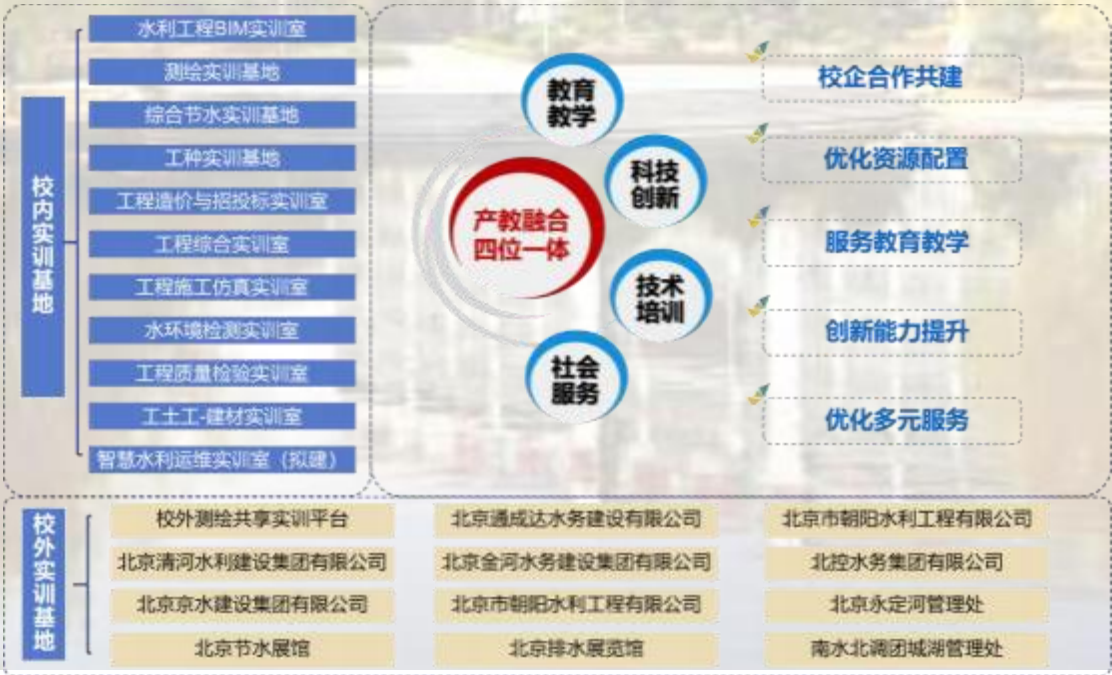 校内实训基地
水利工程BIM实训室
测绘实训基地
综合节水实训基地
工种实训基地
工程造价与招投标实训室
工程综合实训室
工程施工仿真实训室
水环境检测实训室
工程质量检验实训室
工土工-建材实训室
智慧水利运维实训室（拟建）
产教融合
四位一体
教育
教学
科技
创新
技术
培训
社会
服务
校企合作共建
优化资源配置
服务教育教学
创新能力提升
优化多元服务
校外实训基地
校外测绘共享实训平台
北京通成达水务建设有限公司
北京市朝阳水利工程有限公司
北京清河水利建设集团有限公司
北京金河水务建设集团有限公司
北控水务集团有限公司
北京京水建设集团有限公司
北京市朝阳水利工程有限公司
北京永定河管理处
北京节水展馆
北京排水展览馆
南水北调团城湖管理处